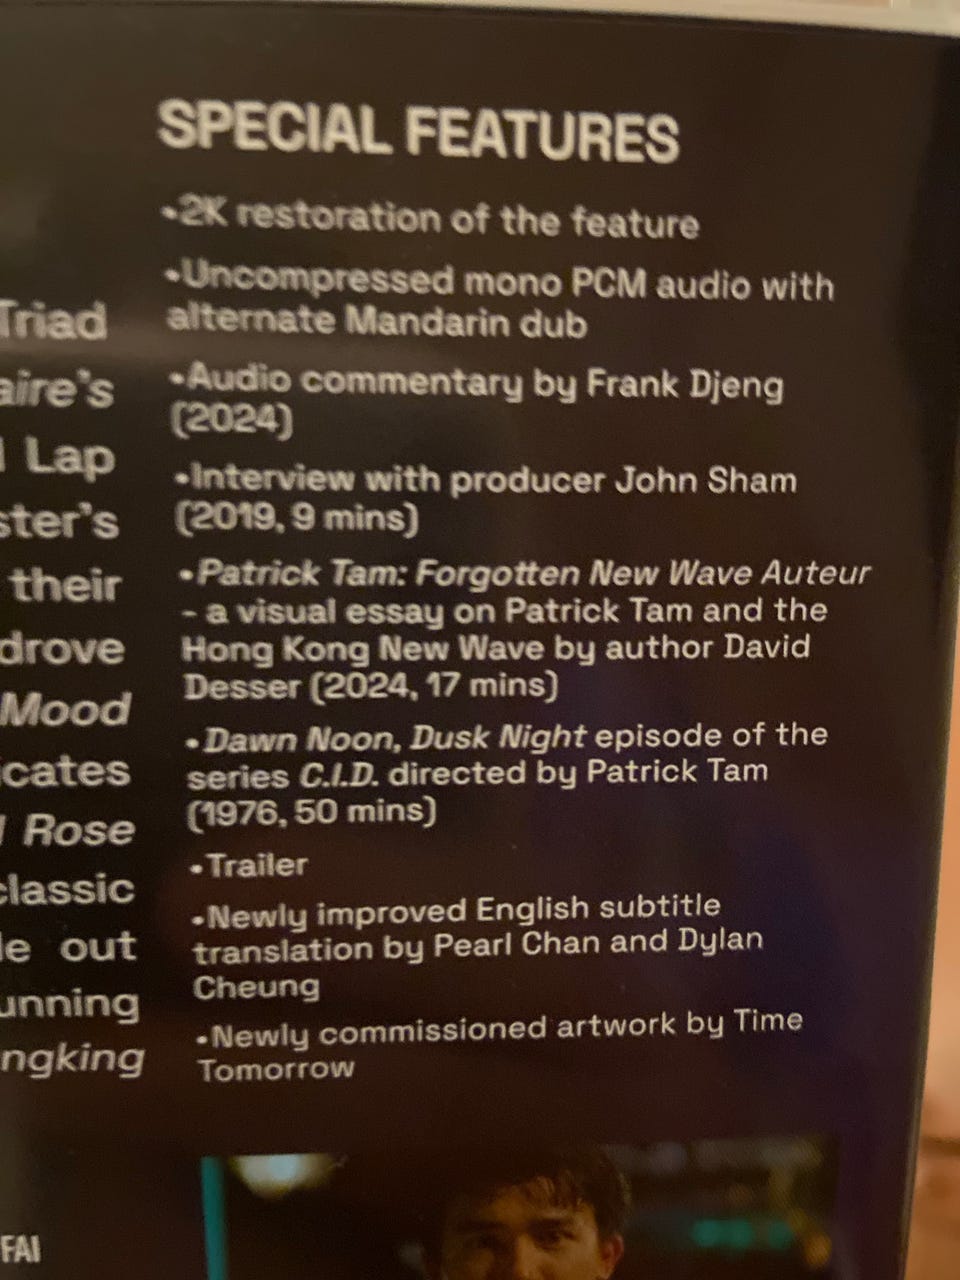 SPECIAL FEATURES
•2K restoration of the feature
•Uncompressed mono PCM audio with
alternate Mandarin dub
•Audio commentary by Frank Djeng
(2024)
•Interview with producer John Sham
(2019, 9 mins)
•Patrick Tam: Forgotten New Wave Auteur
- a visual essay on Patrick Tam and the
Hong Kong New Wave by author David
Desser (2024, 17 mins)
•Dawn Noon, Dusk Night episode of the
series C.I.D. directed by Patrick Tam
(1976, 50 mins)
•Trailer
•Newly improved English subtitle
translation by Pearl Chan and Dylan
Cheung
•Newly commissioned artwork by Time
Tomorrow
Triad
aire's
Lap
ster's
their
drove
Mood
icates
Rose
classic
le out
unning
ngking
FAI